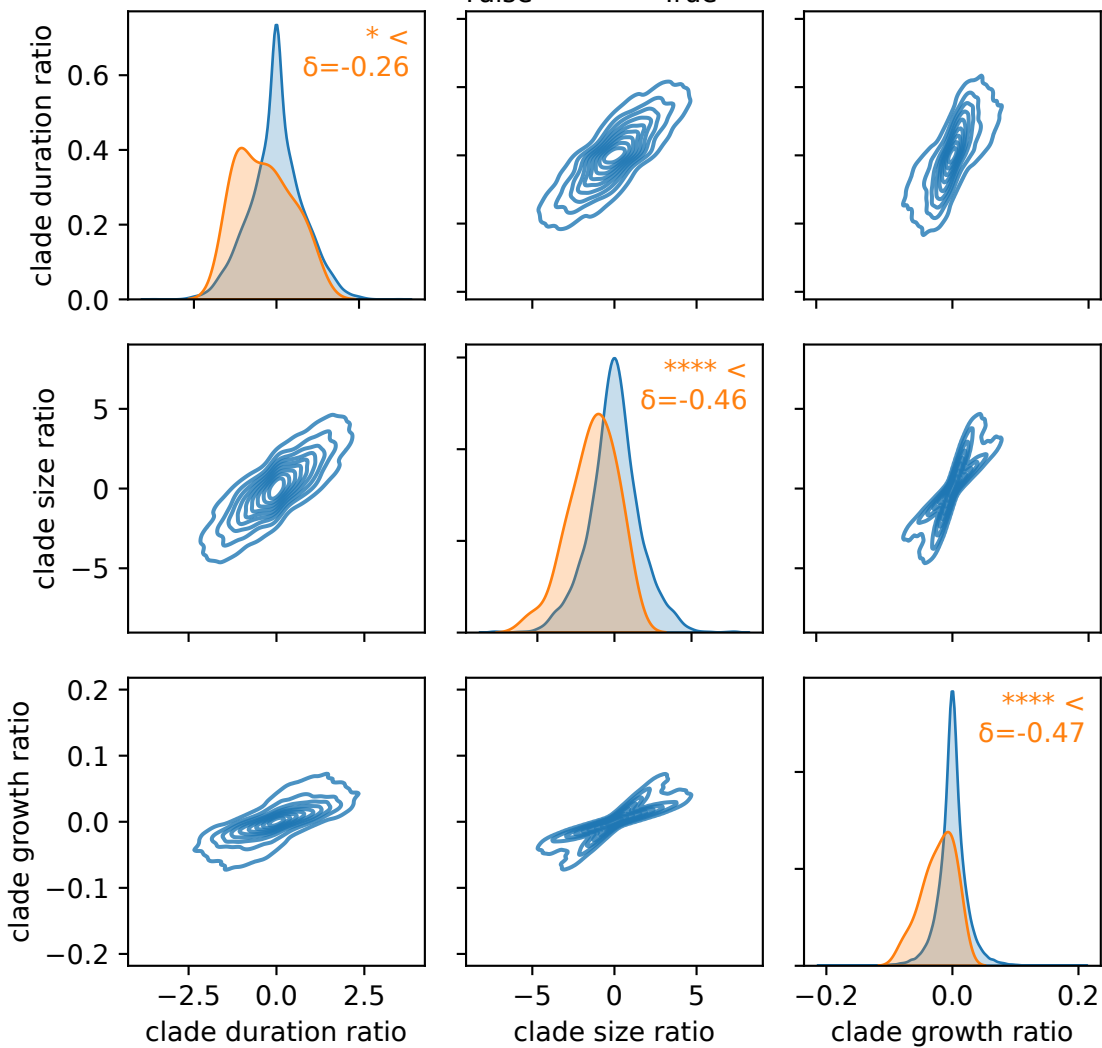 clade duration ratio
0.6
0.4
0.2
0.0
* <
δ=-0.26
clade size ratio
5
0
−5
**** <
δ=-0.46
clade growth ratio
0.2
0.1
0.0
−0.1
−0.2
**** <
δ=-0.47
−2.5 0.0 2.5
−5 0 5
−0.2 0.0 0.2
clade duration ratio
clade size ratio
clade growth ratio